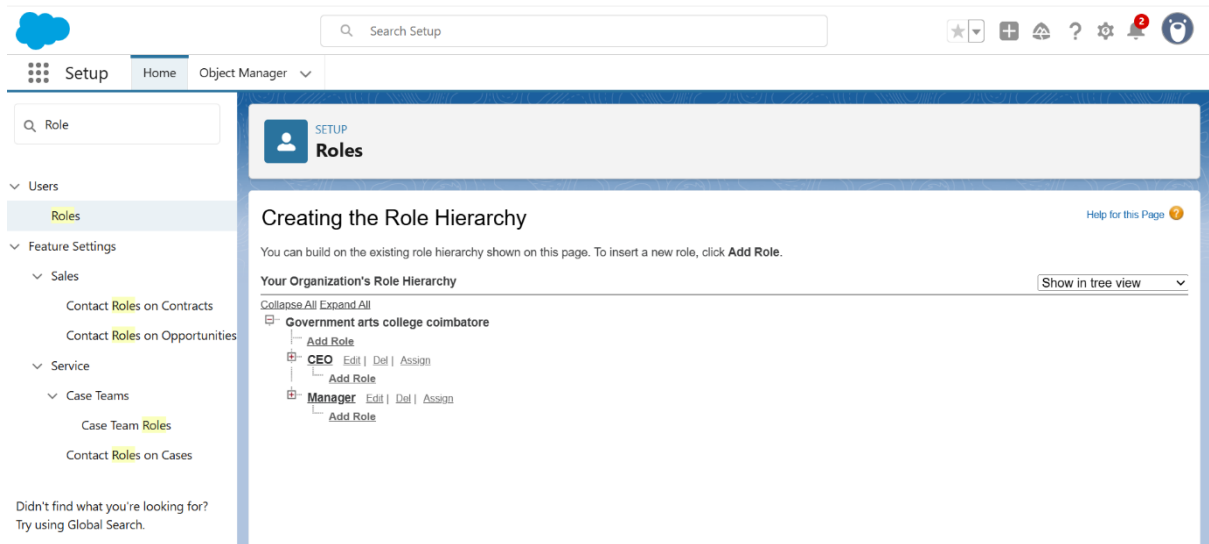 Search Setup
2
Setup
Home
Object Manager
Role
Users
Roles
Feature Settings
Sales
Contact Roles on Contracts
Contact Roles on Opportunities
Service
Case Teams
Case Team Roles
Contact Roles on Cases
Didn't find what you're looking for?
Try using Global Search.
SETUP
Roles
Creating the Role Hierarchy
Help for this Page ?
You can build on the existing role hierarchy shown on this page. To insert a new role, click Add Role.
Your Organization's Role Hierarchy
Show in tree view
Collapse All Expand All
Government arts college coimbatore
Add Role
CEO Edit | Del | Assign
Add Role
Manager Edit | Del | Assign
Add Role